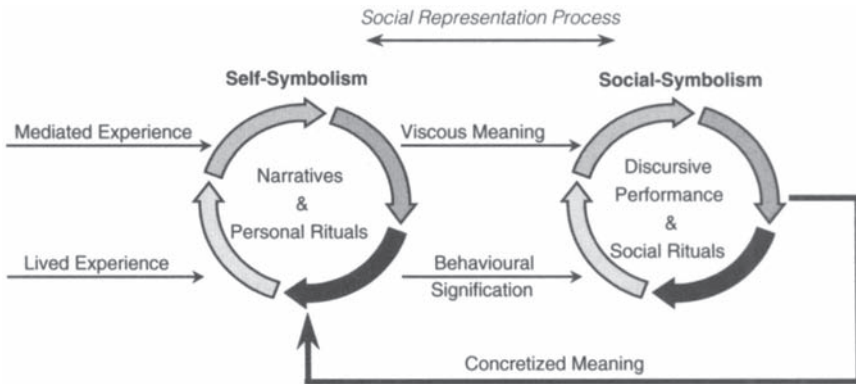 Social Representation Process
Self-Symbolism
Social-Symbolism
Mediated Experience
Viscous Meaning
Narratives
&
Personal Rituals
Discursive
Performance
&
Social Rituals
Lived Experience
Behavioural
Signification
Concretized Meaning